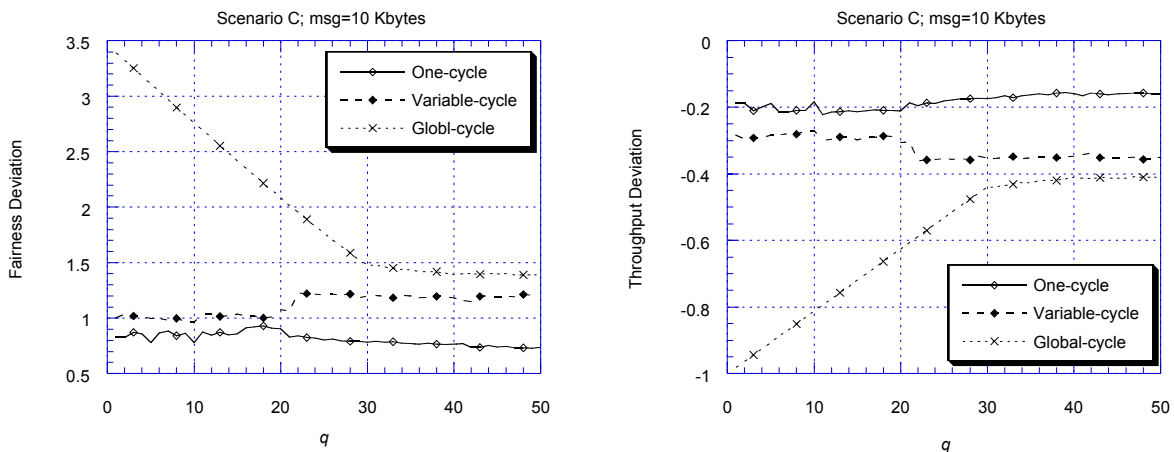 Scenario C; msg=10 Kbytes
Fairness Deviation
3.5
3
2.5
2
1.5
1
0.5
One-cycle
Variable-cycle
Globl-cycle
0 10 20 30 40 50
q
Scenario C; msg=10 Kbytes
Throughput Deviation
0
-0.2
-0.4
-0.6
-0.8
-1
One-cycle
Variable-cycle
Global-cycle
0 10 20 30 40 50
q